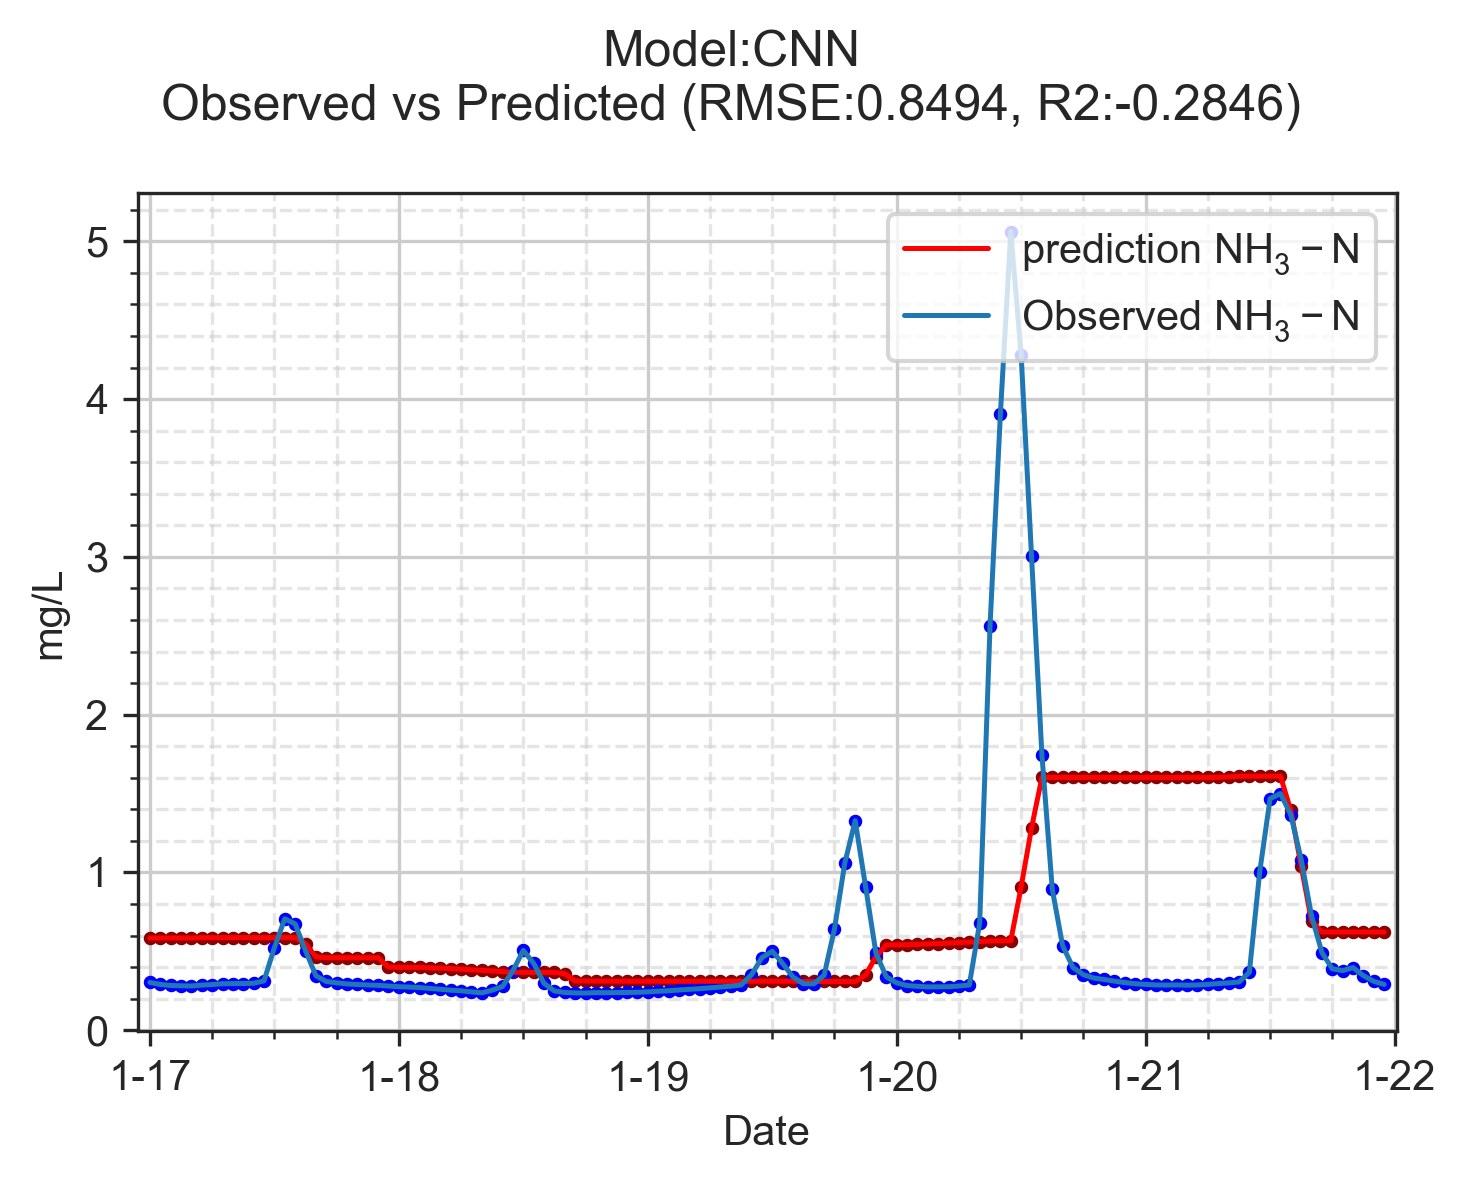 Model:CNN
Observed vs Predicted (RMSE:0.8494, R2:-0.2846)
prediction NH₃ − N
Observed NH₃ − N
5
4
3
2
1
0
mg/L
1-17 1-18 1-19 1-20 1-21 1-22
Date